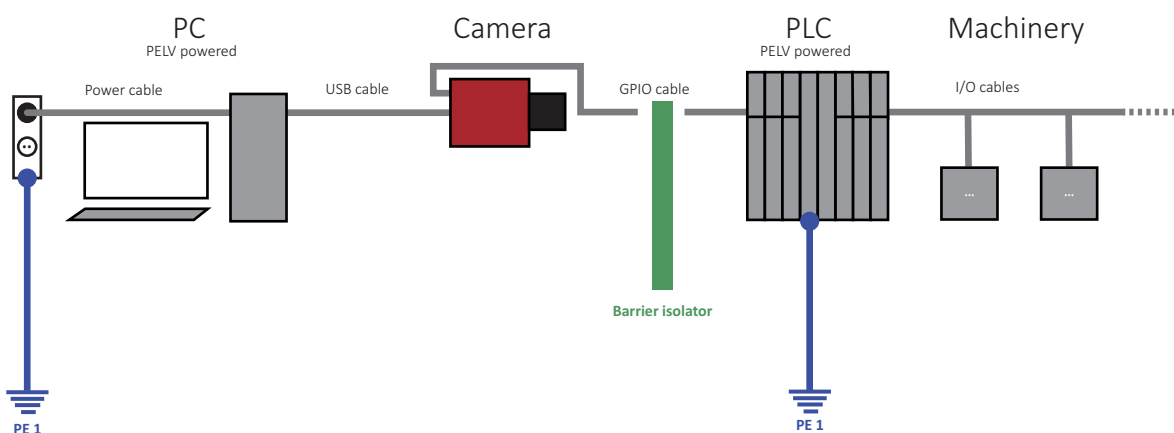 PC
PELV powered
Camera
PLC
PELV powered
Machinery
Power cable
USB cable
GPIO cable
I/O cables
...
...
Barrier isolator
PE 1
PE 1